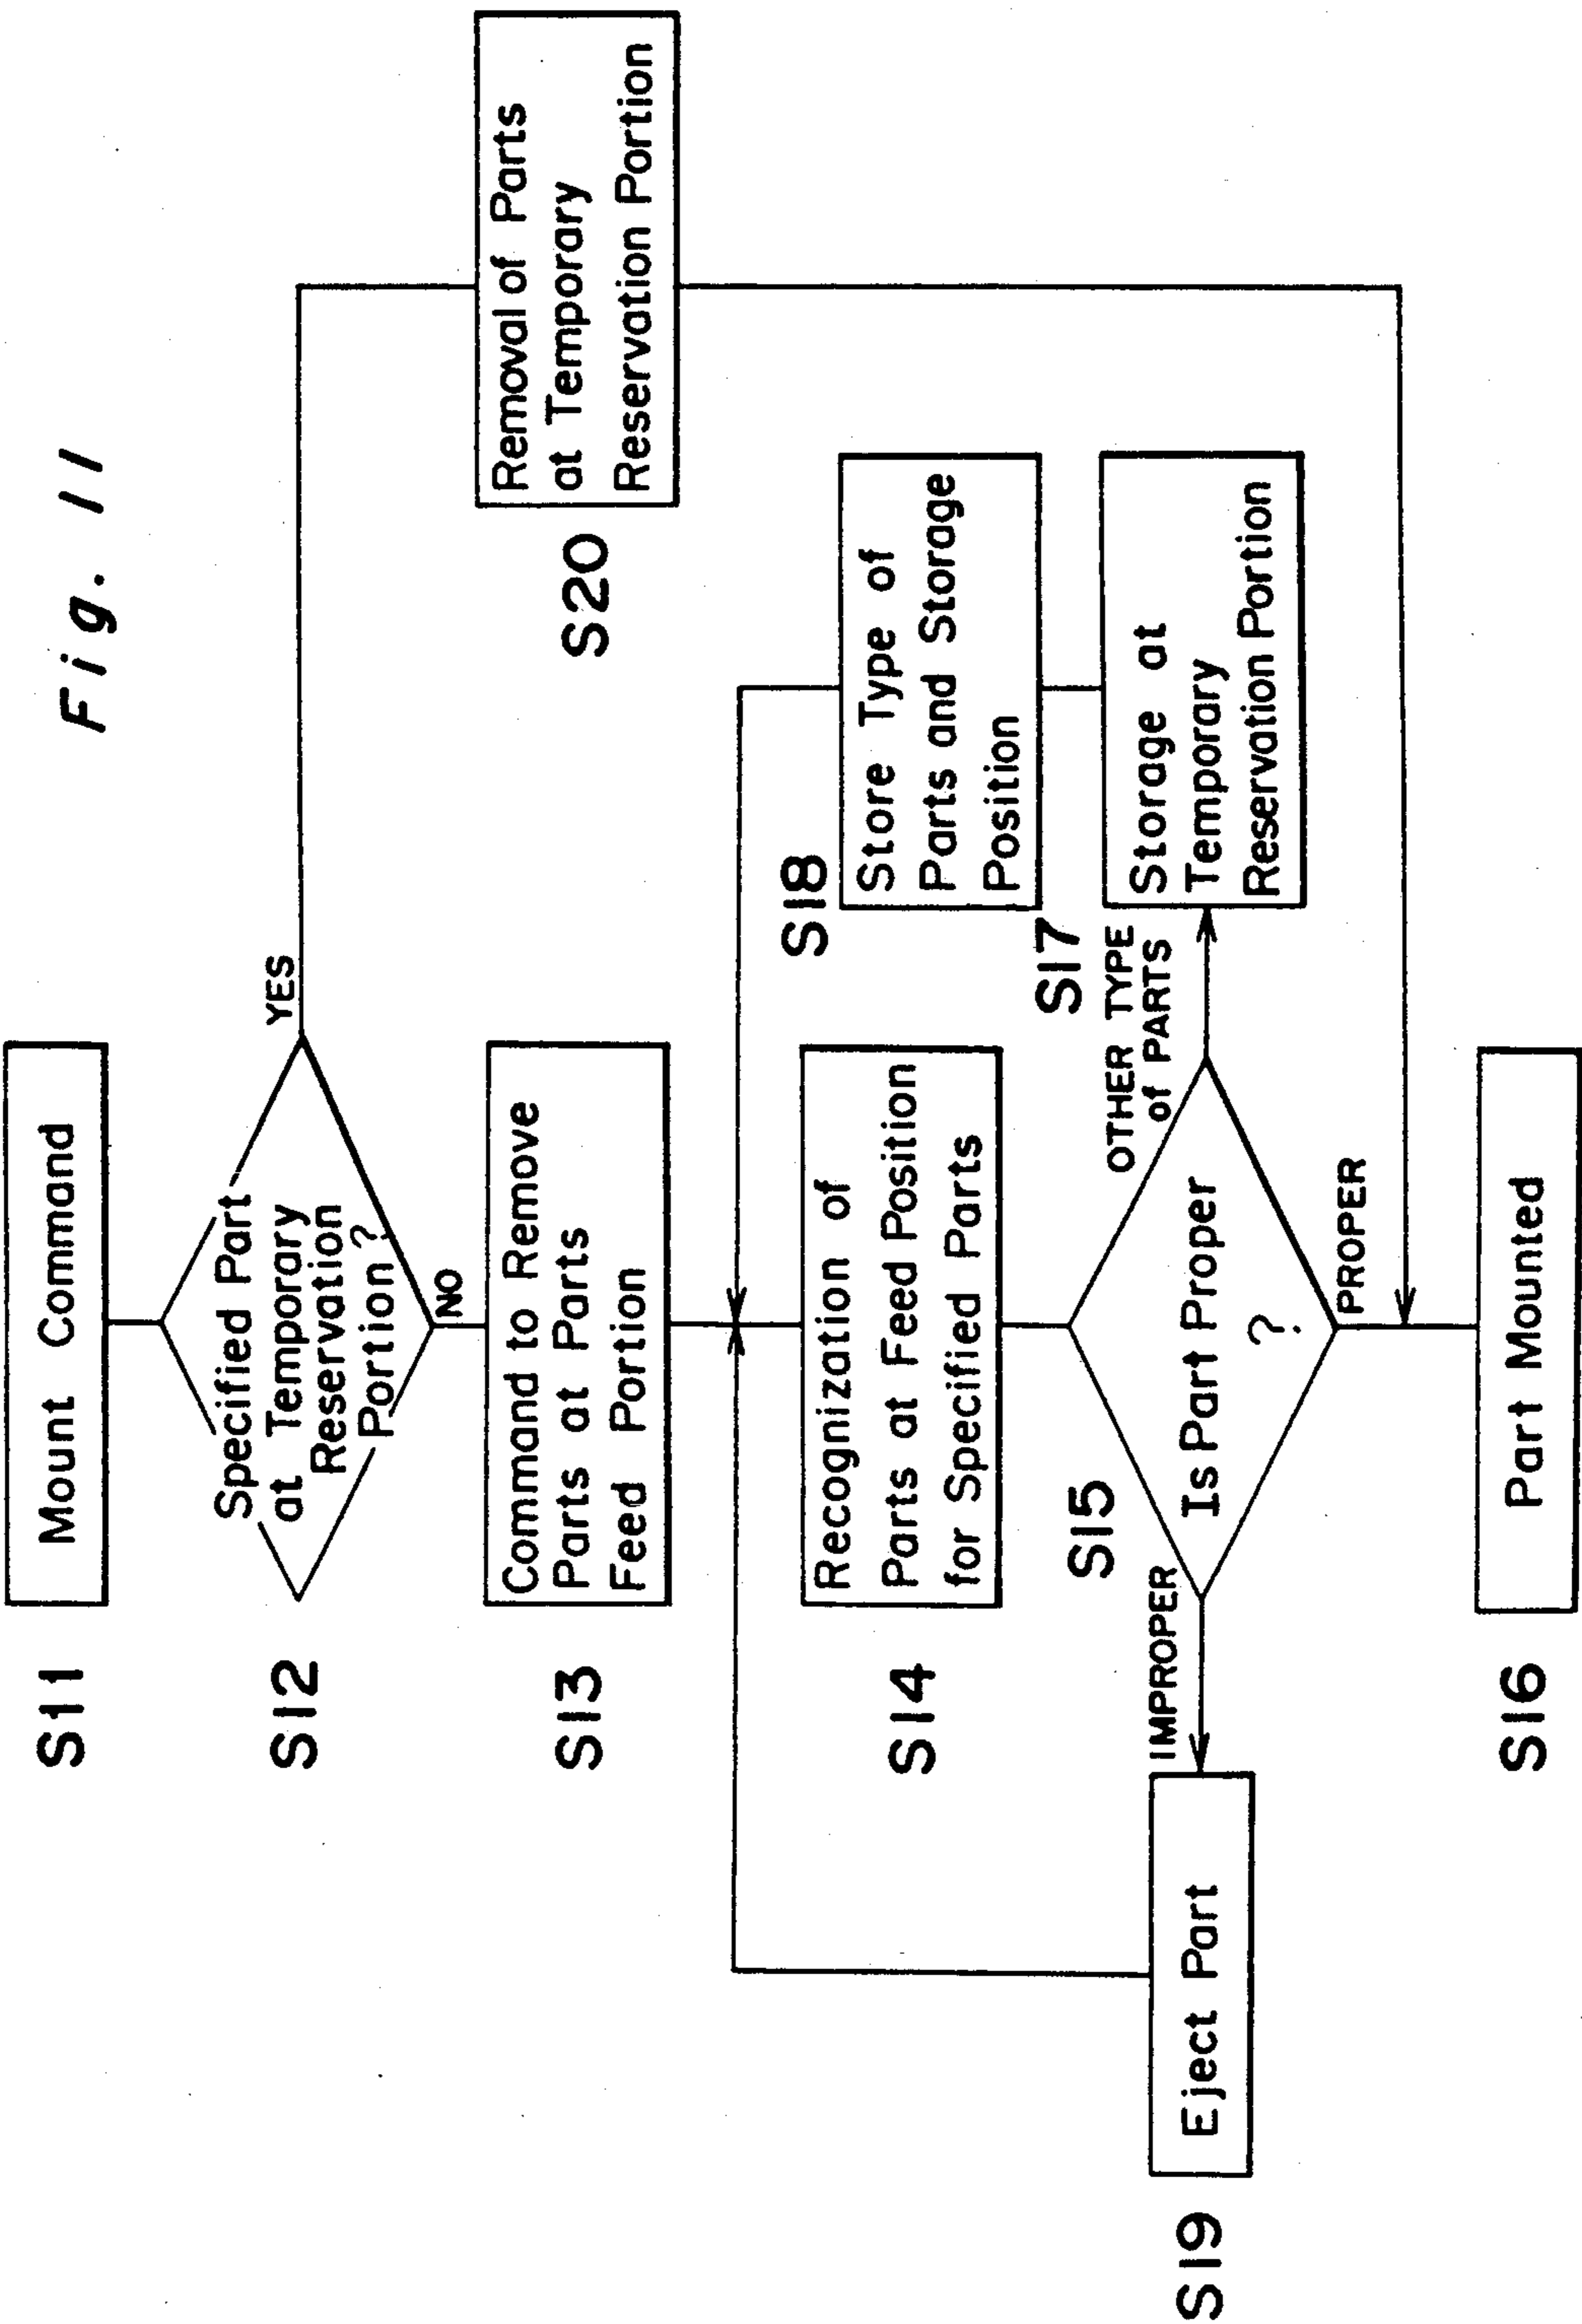 Fig. 11
S11
Mount Command
S12
Specified Part
at Temporary
Reservation
Portion?
YES
NO
S20
Removal of Parts
at Temporary
Reservation Portion
S13
Command to Remove
Parts at Parts
Feed Portion
S14
Recognization of
Parts at Feed Position
for Specified Parts
S18
Store Type of
Parts and Storage
Position
S17
Storage at
Temporary
Reservation Portion
S15
Is Part Proper
?
OTHER TYPE
of PARTS
IMPROPER
PROPER
S19
Eject Part
S16
Part Mounted